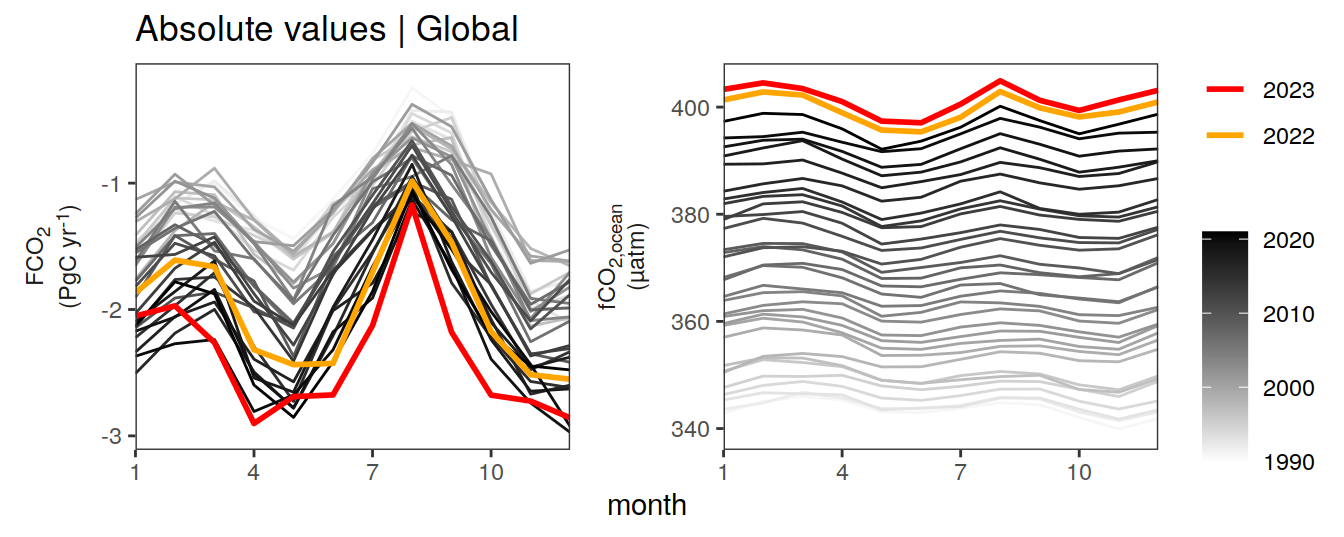 Absolute values | Global
FCO2
(PgC yr-1)
-1
-2
-3
1 4 7 10
fCO2,ocean
(µatm)
400
380
360
340
1 4 7 10
month
2023
2022
2020
2010
2000
1990